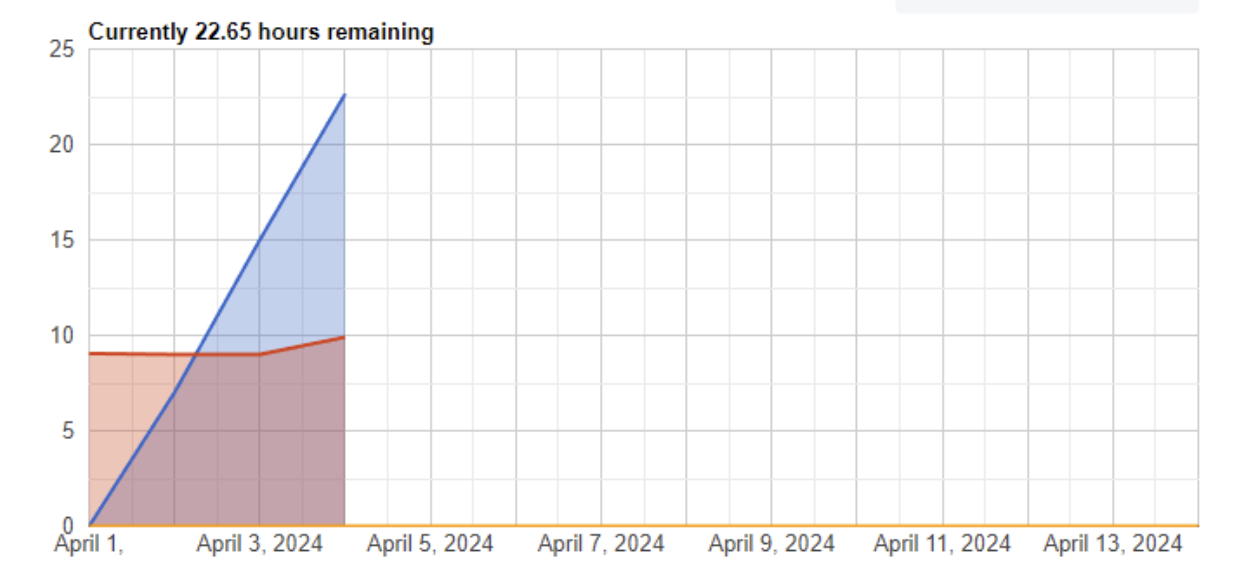 Currently 22.65 hours remaining
25
20
15
10
5
0
April 1,
April 3, 2024
April 5, 2024
April 7, 2024
April 9, 2024
April 11, 2024
April 13, 2024